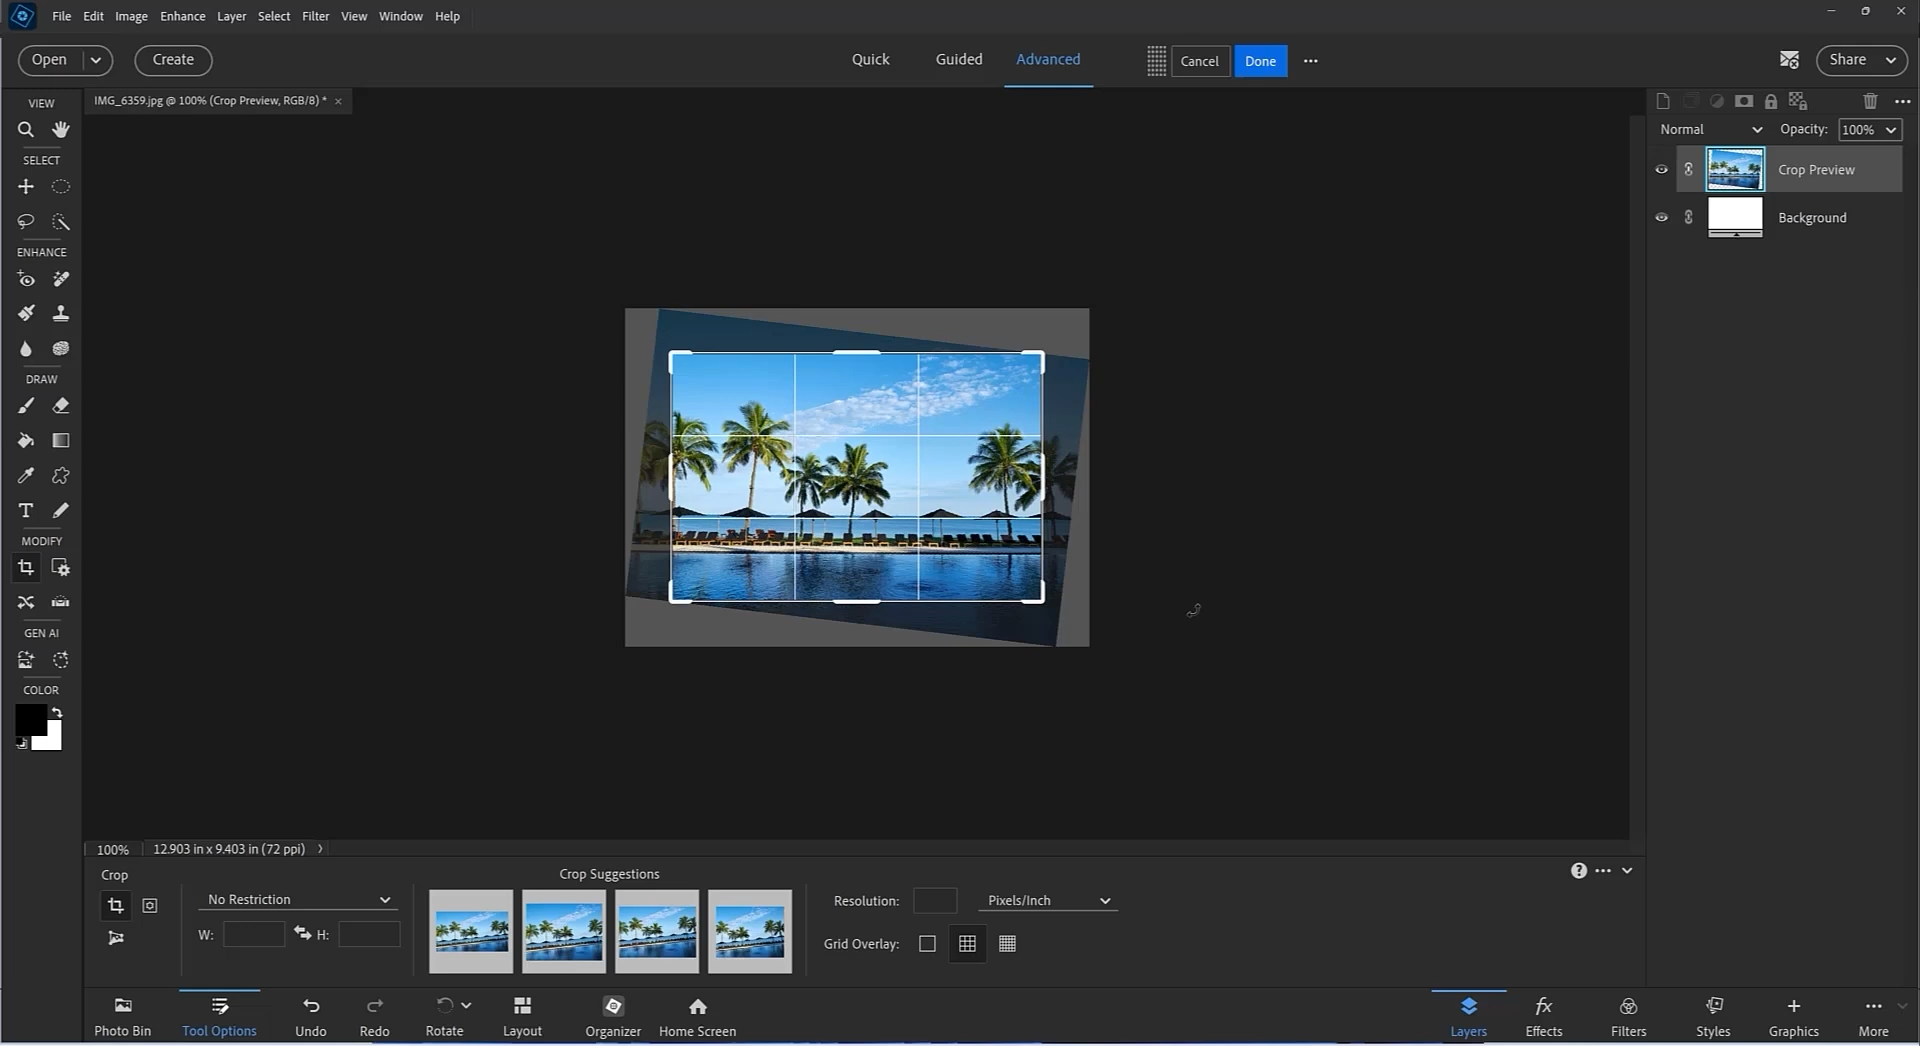 File Edit Image Enhance Layer Select Filter View Window Help
Open Create Quick Guided Advanced Cancel Done Share
VIEW
IMG_6359.jpg @ 100% (Crop Preview, RGB/8) *
Normal Opacity: 100%
SELECT
Crop Preview
Background
ENHANCE
DRAW
MODIFY
GEN AI
COLOR
100% 12.903 in x 9.403 in (72 ppi)
Crop Crop Suggestions
No Restriction Resolution: Pixels/Inch
W: H: Grid Overlay:
Photo Bin Tool Options Undo Redo Rotate Layout Organizer Home Screen Layers Effects Filters Styles Graphics More